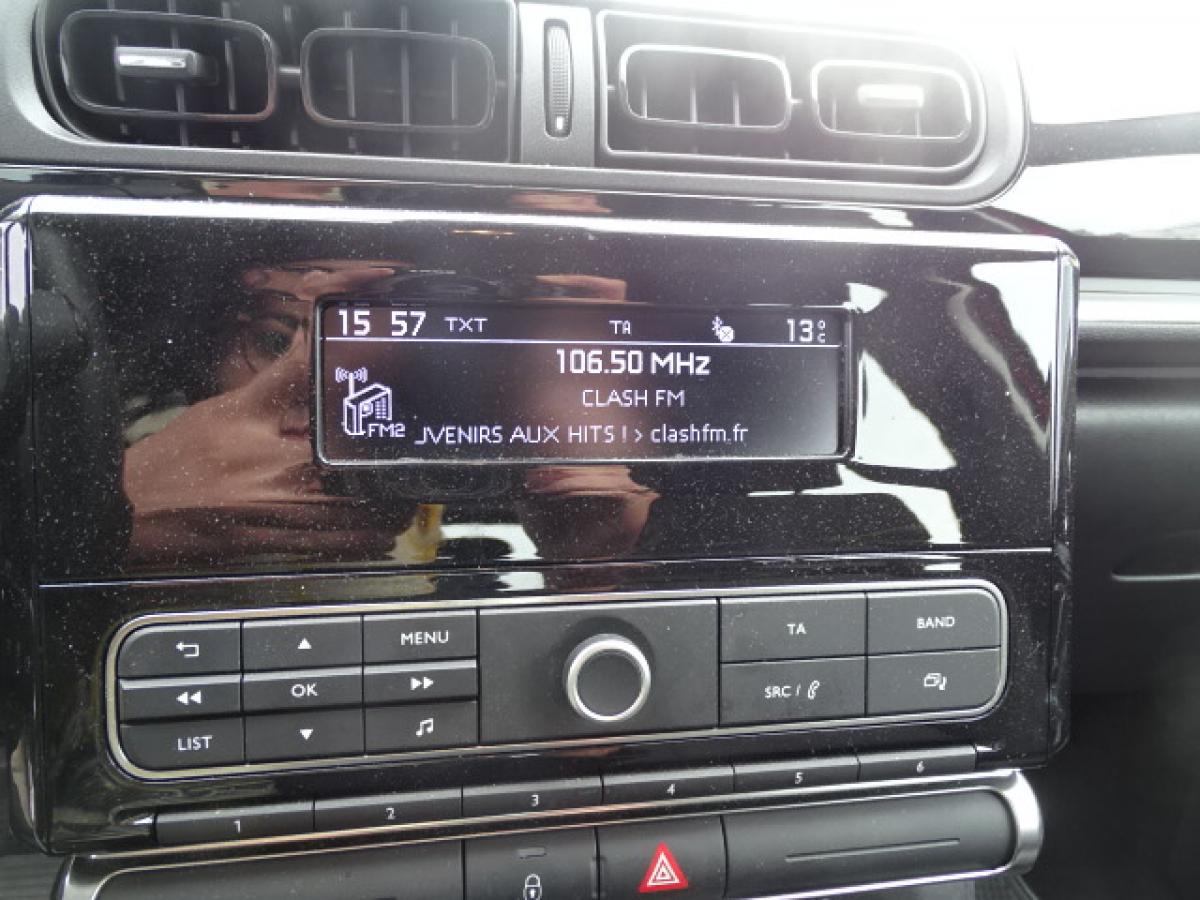 15 57 TXT TA 13°C
106.50 MHz
CLASH FM
FM2 JVENIRS AUX HITS ! > clashfm.fr
MENU
TA
BAND
OK
SRC /
LIST
1 2 3 4 5 6